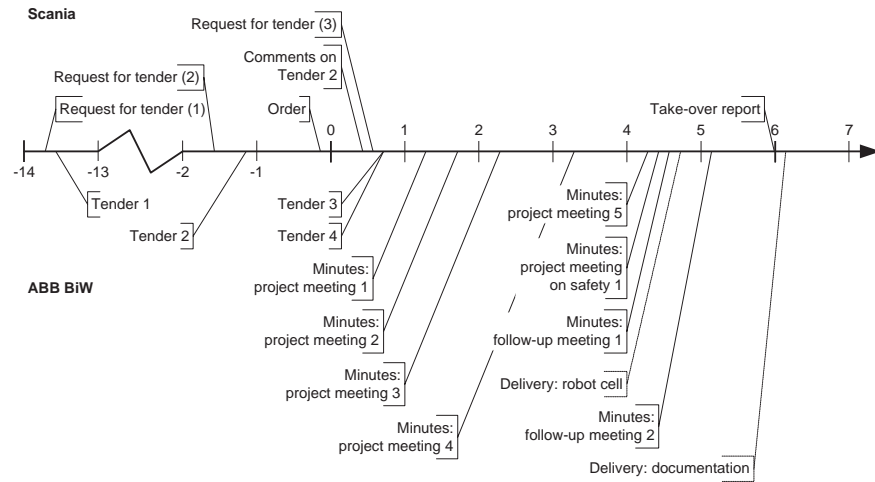 Scania
Request for tender (3)
Comments on
Tender 2
Request for tender (2)
Request for tender (1)
Order
Take-over report
0 1 2 3 4 5 6 7
-14 -13 -2 -1
Tender 1
Tender 2
Tender 3
Tender 4
Minutes:
project meeting 5
Minutes:
project meeting
on safety 1
Minutes:
project meeting 1
ABB BiW
Minutes:
project meeting 2
Minutes:
follow-up meeting 1
Minutes:
project meeting 3
Delivery: robot cell
Minutes:
project meeting 4
Minutes:
follow-up meeting 2
Delivery: documentation